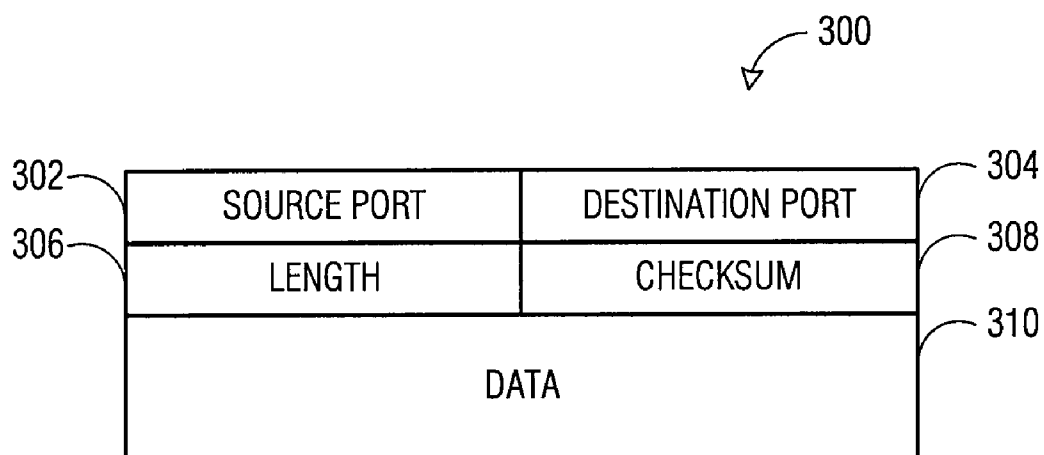 300
302 SOURCE PORT DESTINATION PORT 304
306 LENGTH CHECKSUM 308
310
DATA